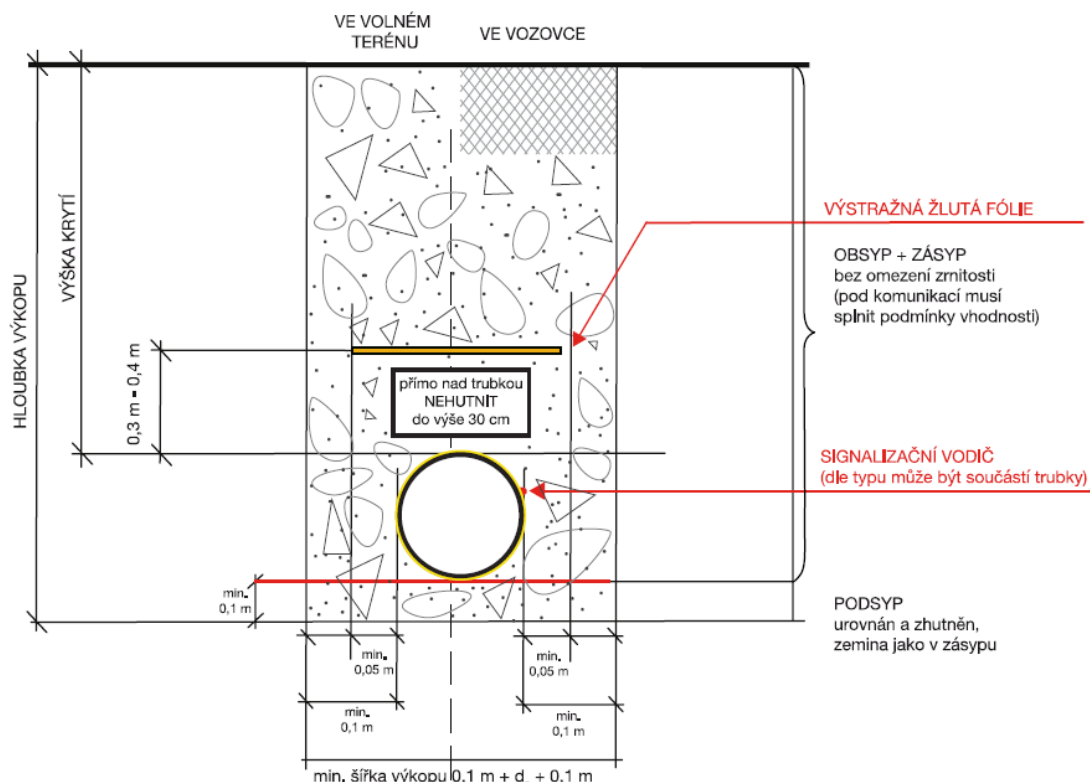 VE VOLNÉM
TERÉNU
VE VOZOVCE
HLOUBKA VÝKOPU
VÝŠKA KRYTÍ
0,3 m - 0,4 m
VÝSTRAŽNÁ ŽLUTÁ FÓLIE
OBSYP + ZÁSYP
bez omezení zrnitosti
(pod komunikací musí
splnit podmínky vhodnosti)
přímo nad trubkou
NEHUTNIT
do výše 30 cm
SIGNALIZAČNÍ VODIČ
(dle typu může být součástí trubky)
min.
0,1 m
PODSYP
urovnán a zhutněn,
zemina jako v zásypu
min.
0,05 m
min.
0,05 m
min.
0,1 m
min.
0,1 m
min. šířka výkopu 0,1 m + d + 0,1 m